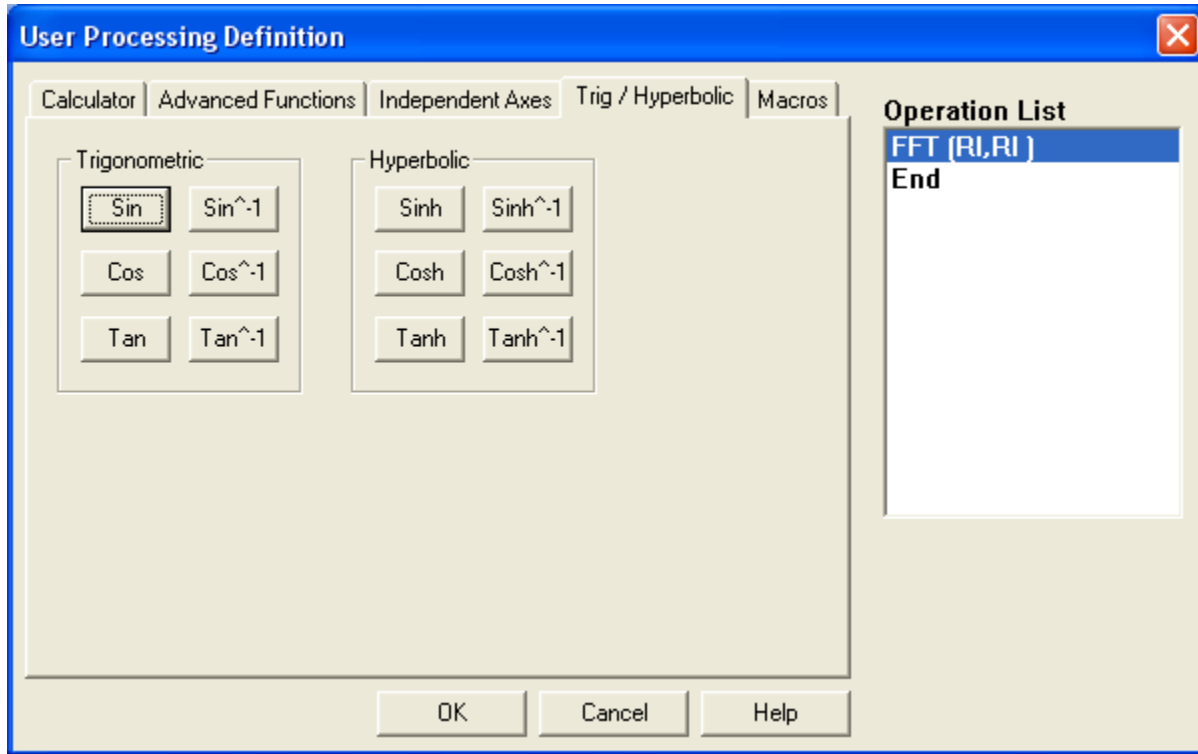 User Processing Definition
Calculator Advanced Functions Independent Axes Trig / Hyperbolic Macros
Operation List
FFT (RI,RI )
End
Trigonometric
Sin Sin^-1
Cos Cos^-1
Tan Tan^-1
Hyperbolic
Sinh Sinh^-1
Cosh Cosh^-1
Tanh Tanh^-1
OK Cancel Help